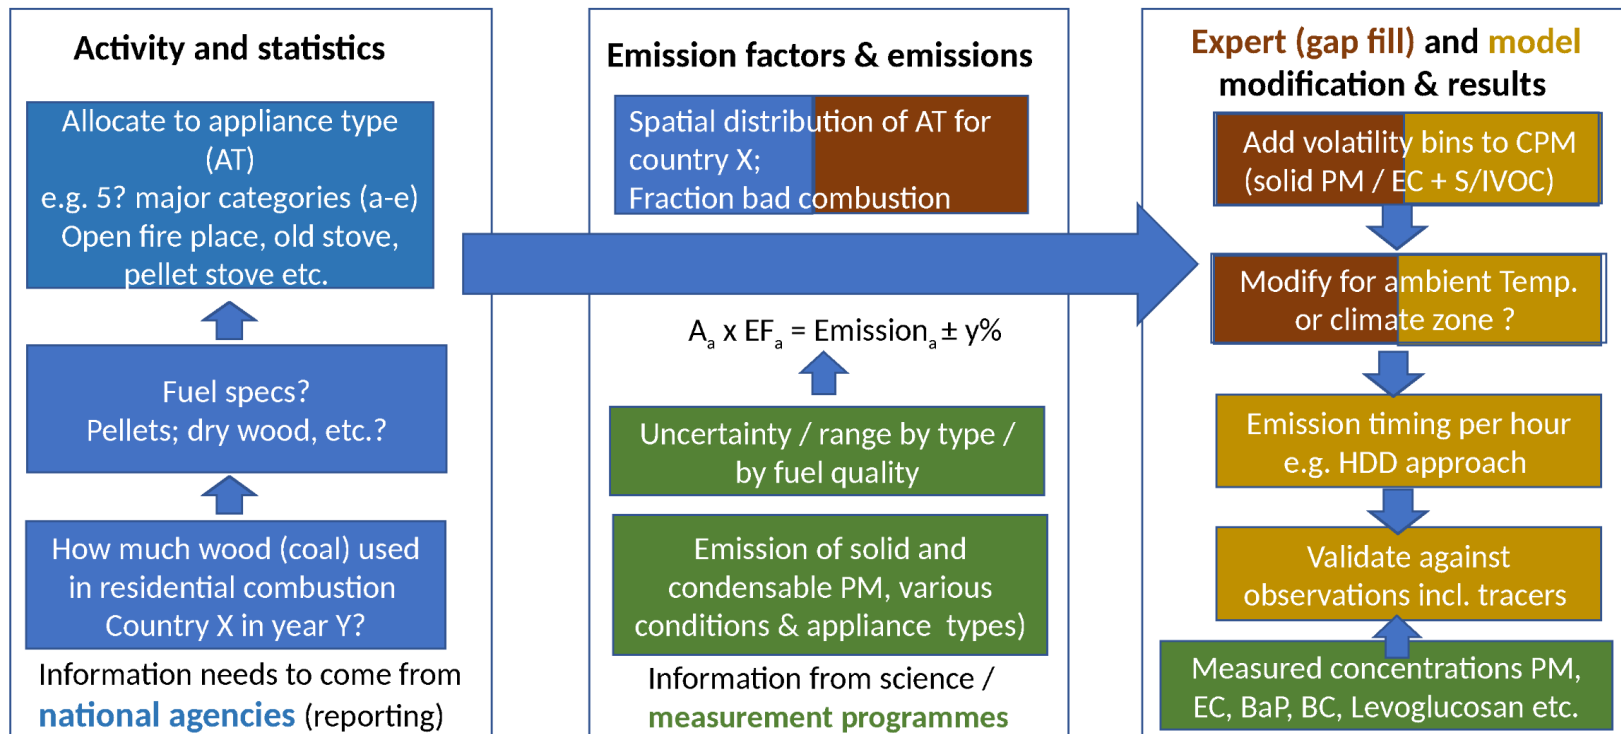 Activity and statistics
Allocate to appliance type
(AT)
e.g. 5? major categories (a-e)
Open fire place, old stove,
pellet stove etc.
Fuel specs?
Pellets; dry wood, etc.?
How much wood (coal) used
in residential combustion
Country X in year Y?
Information needs to come from
national agencies (reporting)
Emission factors & emissions
Spatial distribution of AT for
country X;
Fraction bad combustion
Aa x EFa = Emissiona ± y%
Uncertainty / range by type /
by fuel quality
Emission of solid and
condensable PM, various
conditions & appliance types)
Information from science /
measurement programmes
Expert (gap fill) and model
modification & results
Add volatility bins to CPM
(solid PM / EC + S/IVOC)
Modify for ambient Temp.
or climate zone ?
Emission timing per hour
e.g. HDD approach
Validate against
observations incl. tracers
Measured concentrations PM,
EC, BaP, BC, Levoglucosan etc.